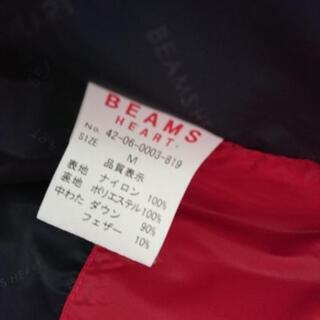 BEAMS
HEART.
No. 42-06-0003-819
SIZE M
品質表示
表地 ナイロン 100%
裏地 ポリエステル100%
中わた ダウン 90%
フェザー 10%
BEAMS H